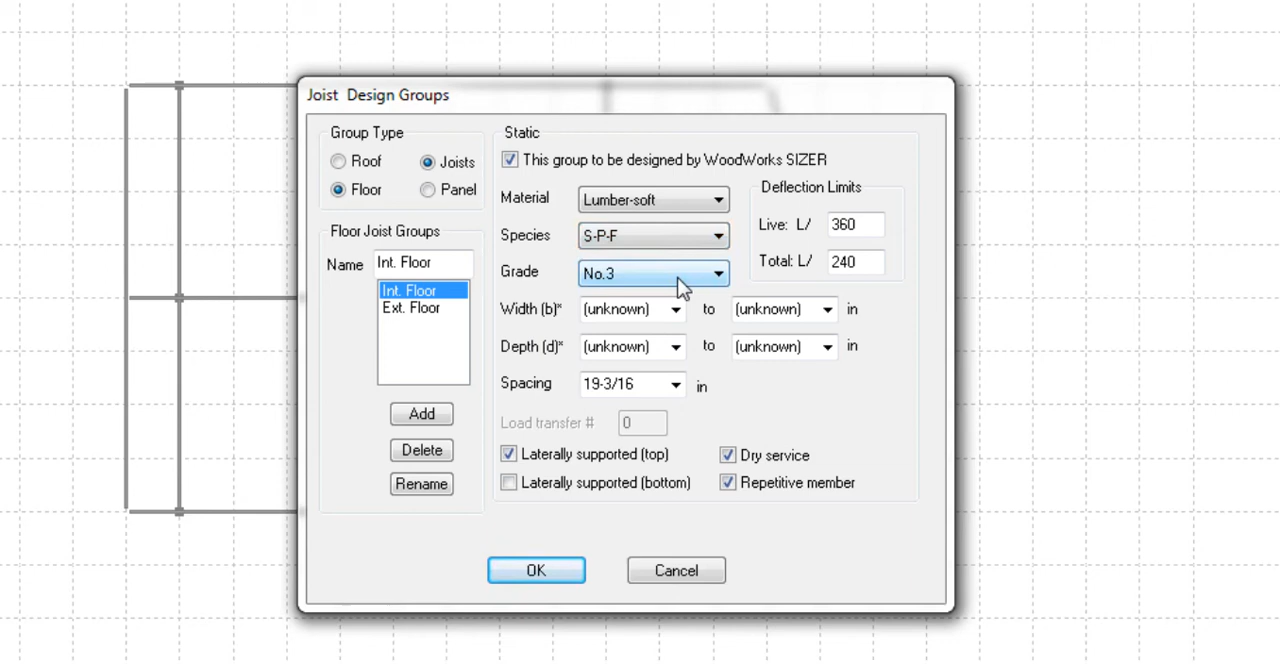 Joist Design Groups
Group Type
Roof
Joists
Floor
Panel
Floor Joist Groups
Name
Int. Floor
Int. Floor
Ext. Floor
Add
Delete
Rename
Static
This group to be designed by WoodWorks SIZER
Material
Lumber-soft
Species
S-P-F
Grade
No.3
Width (b)*
(unknown)
to
(unknown)
in
Depth (d)*
(unknown)
to
(unknown)
in
Spacing
19-3/16
in
Load transfer #
0
Laterally supported (top)
Dry service
Laterally supported (bottom)
Repetitive member
Deflection Limits
Live: L/
360
Total: L/
240
OK
Cancel